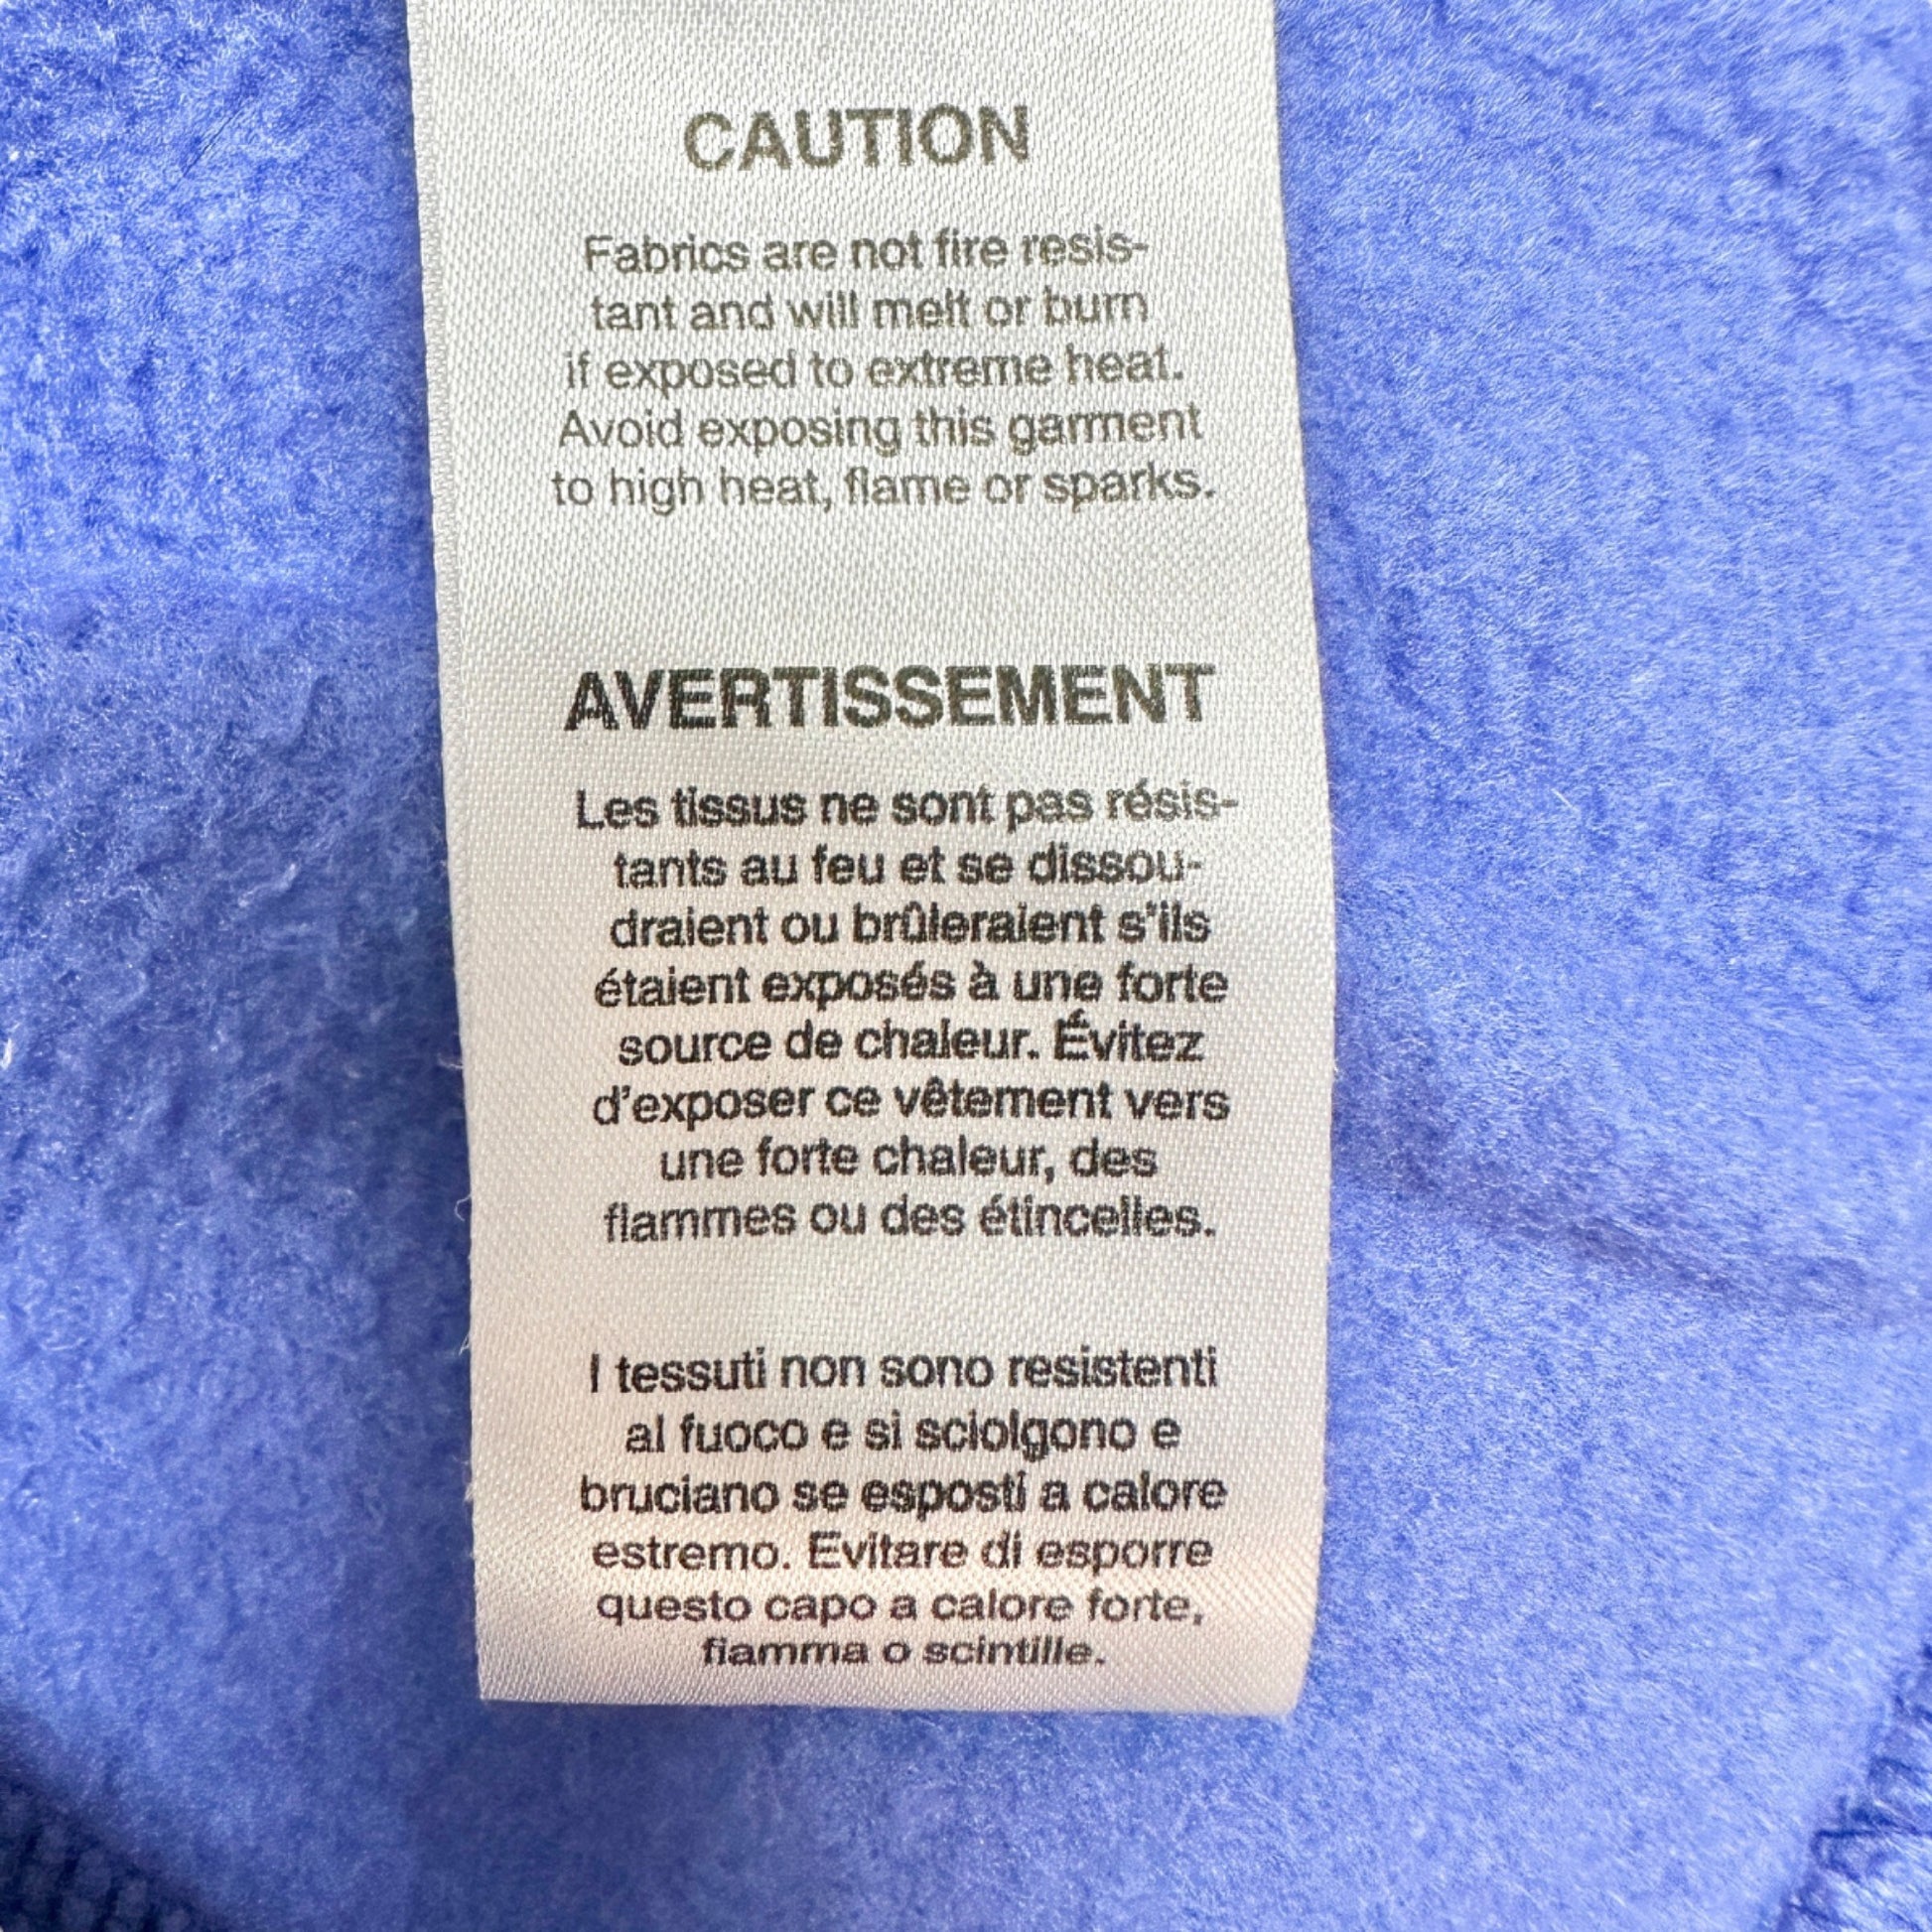 CAUTION
Fabrics are not fire resis-
tant and will melt or burn
if exposed to extreme heat.
Avoid exposing this garment
to high heat, flame or sparks.
AVERTISSEMENT
Les tissus ne sont pas résis-
tants au feu et se dissou-
draient ou brûleraient s'ils
étaient exposés à une forte
source de chaleur. Évitez
d'exposer ce vêtement vers
une forte chaleur, des
flammes ou des étincelles.
I tessuti non sono resistenti
al fuoco e si sciolgono e
bruciano se esposti a calore
estremo. Evitare di esporre
questo capo a calore forte,
fiamma o scintille.